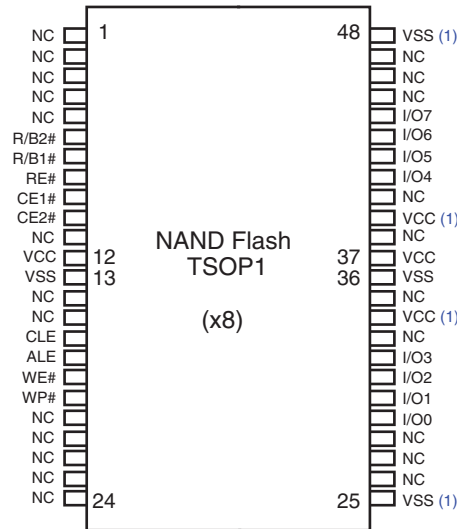 NC 1 48 VSS (1)
NC NC
NC NC
NC NC
NC I/O7
R/B2# I/O6
R/B1# I/O5
RE# I/O4
CE1# NC
CE2# VCC (1)
NC NAND Flash NC
VCC 12 TSOP1 37 VCC
VSS 13 36 VSS
NC NC
NC (x8) VCC (1)
CLE NC
ALE I/O3
WE# I/O2
WP# I/O1
NC I/O0
NC NC
NC NC
NC NC
NC 24 25 VSS (1)